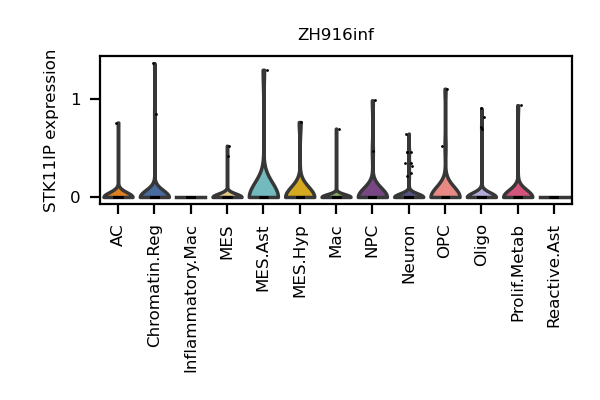 ZH916inf
STK11IP expression
1
0
AC
Chromatin.Reg
Inflammatory.Mac
MES
MES.Ast
MES.Hyp
Mac
NPC
Neuron
OPC
Oligo
Prolif.Metab
Reactive.Ast